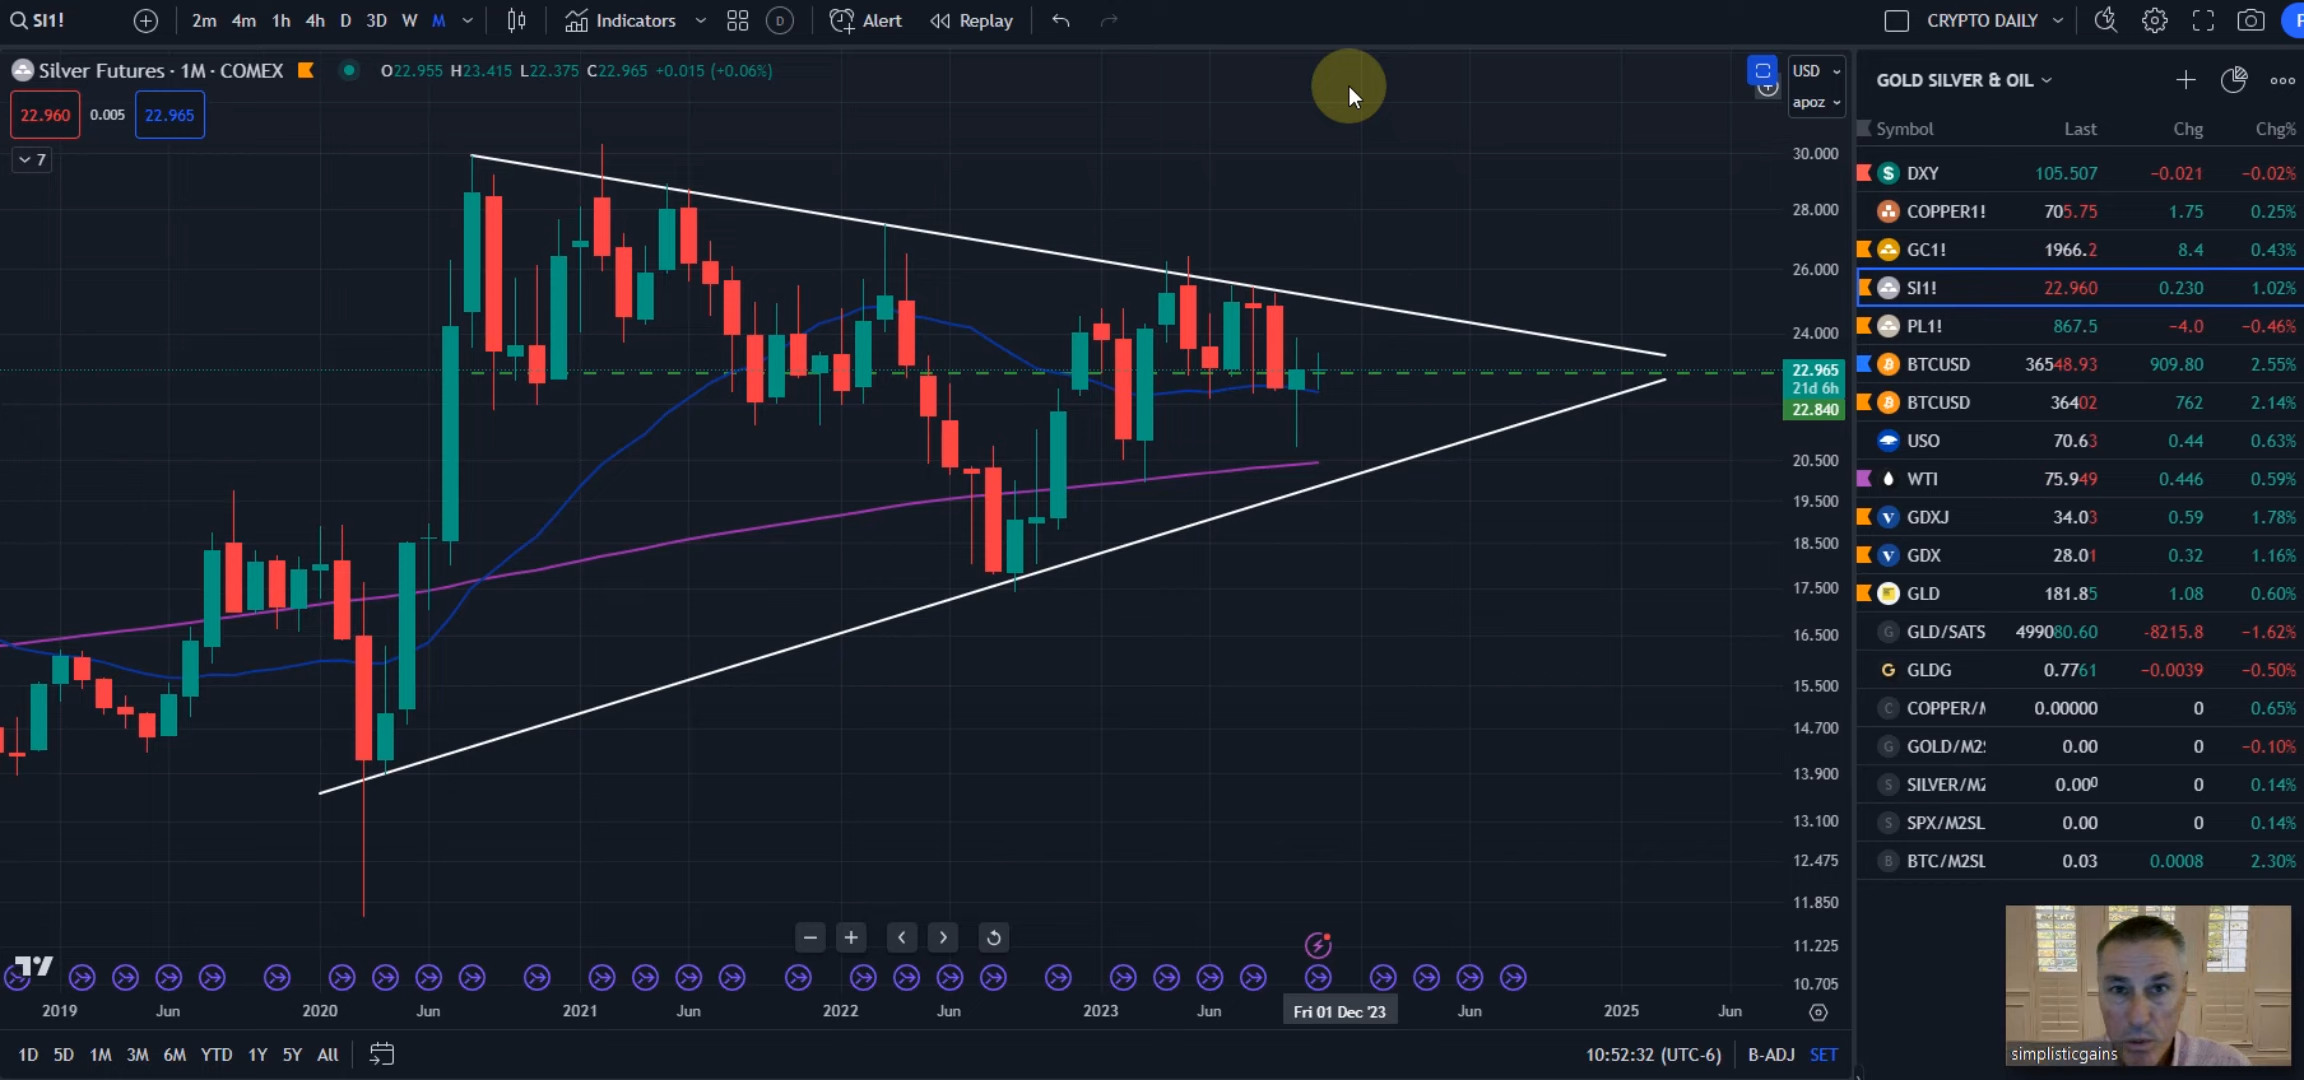 SI1! 2m 4m 1h 4h D 3D W M Indicators D Alert Replay CRYPTO DAILY
Silver Futures · 1M · COMEX O22.955 H23.415 L22.375 C22.965 +0.015 (+0.06%)
22.960 0.005 22.965
7
USD
apoz
30.000
28.000
26.000
24.000
22.965
21d 6h
22.840
20.500
19.500
18.500
17.500
16.500
15.500
14.700
13.900
13.100
12.475
11.850
11.225
10.705
2019 Jun 2020 Jun 2021 Jun 2022 Jun 2023 Jun Fri 01 Dec '23 Jun 2025 Jun
1D 5D 1M 3M 6M YTD 1Y 5Y All 10:52:32 (UTC-6) B-ADJ SET
GOLD SILVER & OIL
Symbol Last Chg Chg%
DXY 105.507 −0.021 −0.02%
COPPER1! 705.75 1.75 0.25%
GC1! 1966.2 8.4 0.43%
SI1! 22.960 0.230 1.02%
PL1! 867.5 −4.0 −0.46%
BTCUSD 36548.93 909.80 2.55%
BTCUSD 36402 762 2.14%
USO 70.63 0.44 0.63%
WTI 75.949 0.446 0.59%
GDXJ 34.03 0.59 1.78%
GDX 28.01 0.32 1.16%
GLD 181.85 1.08 0.60%
G GLD/SATS 499080.60 -8215.8 −1.62%
G GLDG 0.7761 −0.0039 −0.50%
C COPPER/ 0.00000 0 0.65%
G GOLD/M2 0.00 0 −0.10%
S SILVER/M 0.000 0 0.14%
S SPX/M2SL 0.00 0 0.14%
B BTC/M2SL 0.03 0.0008 2.30%
simplisticgains